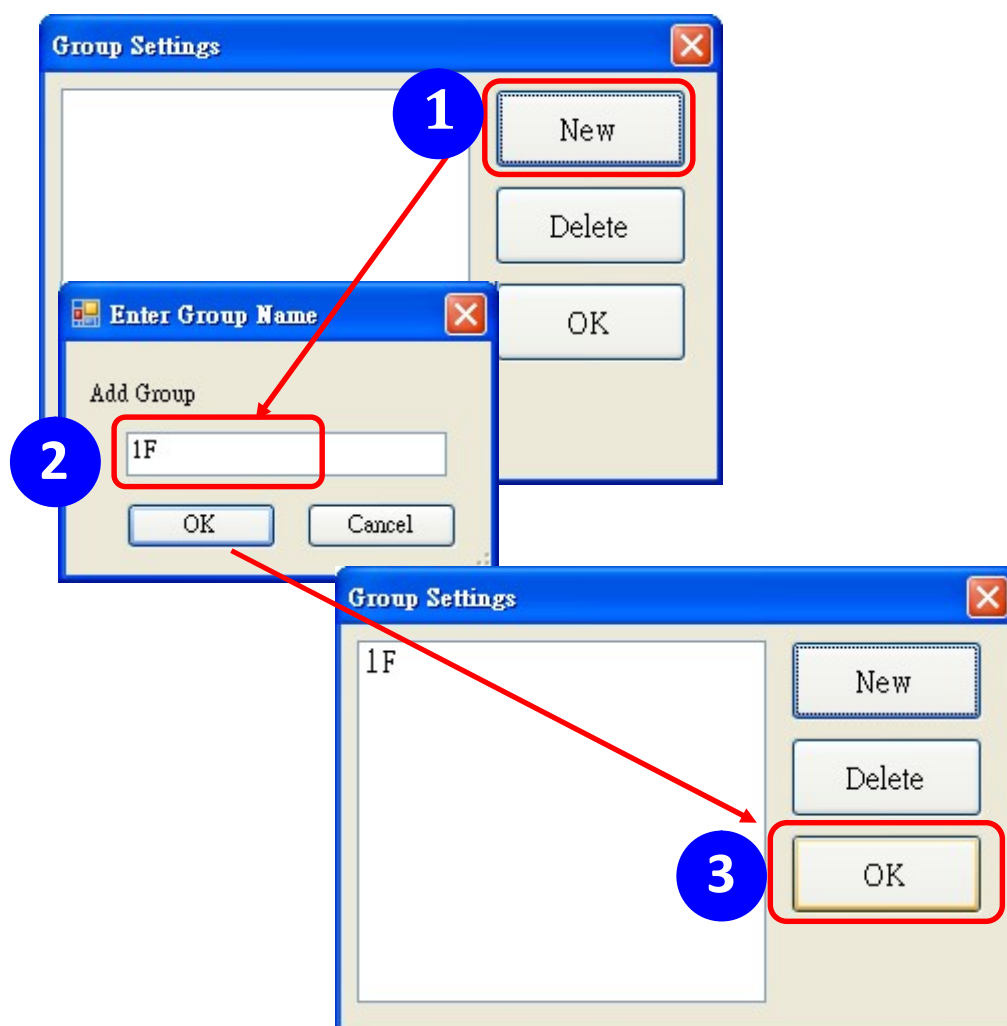 Group Settings
1
New
Delete
OK
Enter Group Name
Add Group
2
1F
OK
Cancel
Group Settings
1F
New
Delete
3
OK